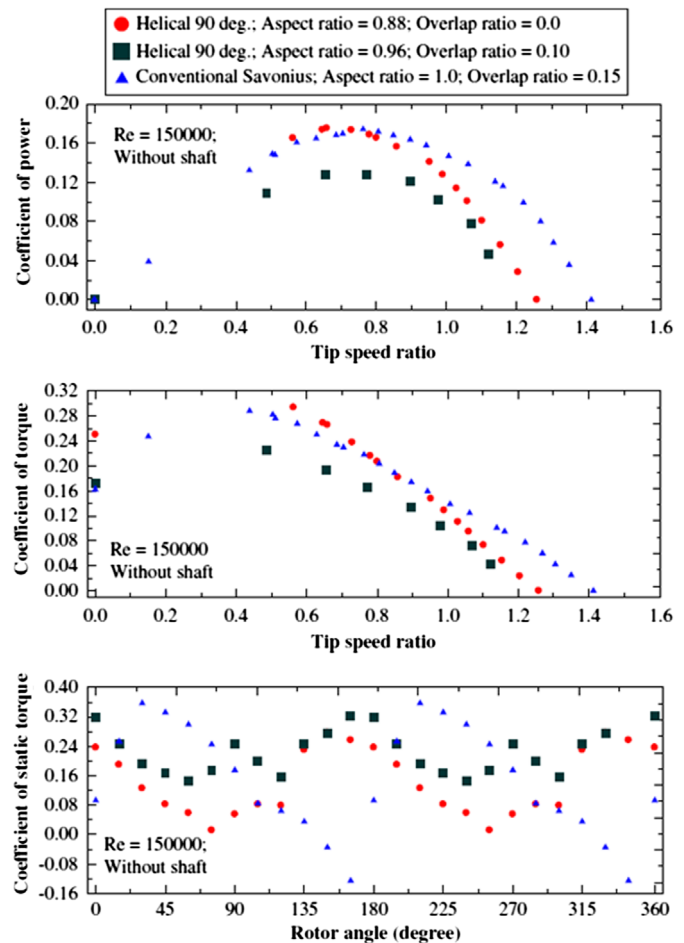 Helical 90 deg.; Aspect ratio = 0.88; Overlap ratio = 0.0
Helical 90 deg.; Aspect ratio = 0.96; Overlap ratio = 0.10
Conventional Savonius; Aspect ratio = 1.0; Overlap ratio = 0.15
0.20
0.16
0.12
0.08
0.04
0.00
Coefficient of power
Re = 150000;
Without shaft
0.0 0.2 0.4 0.6 0.8 1.0 1.2 1.4 1.6
Tip speed ratio
0.32
0.28
0.24
0.20
0.16
0.12
0.08
0.04
0.00
Coefficient of torque
Re = 150000
Without shaft
0.0 0.2 0.4 0.6 0.8 1.0 1.2 1.4 1.6
Tip speed ratio
0.40
0.32
0.24
0.16
0.08
0.00
-0.08
-0.16
Coefficient of static torque
Re = 150000;
Without shaft
0 45 90 135 180 225 270 315 360
Rotor angle (degree)